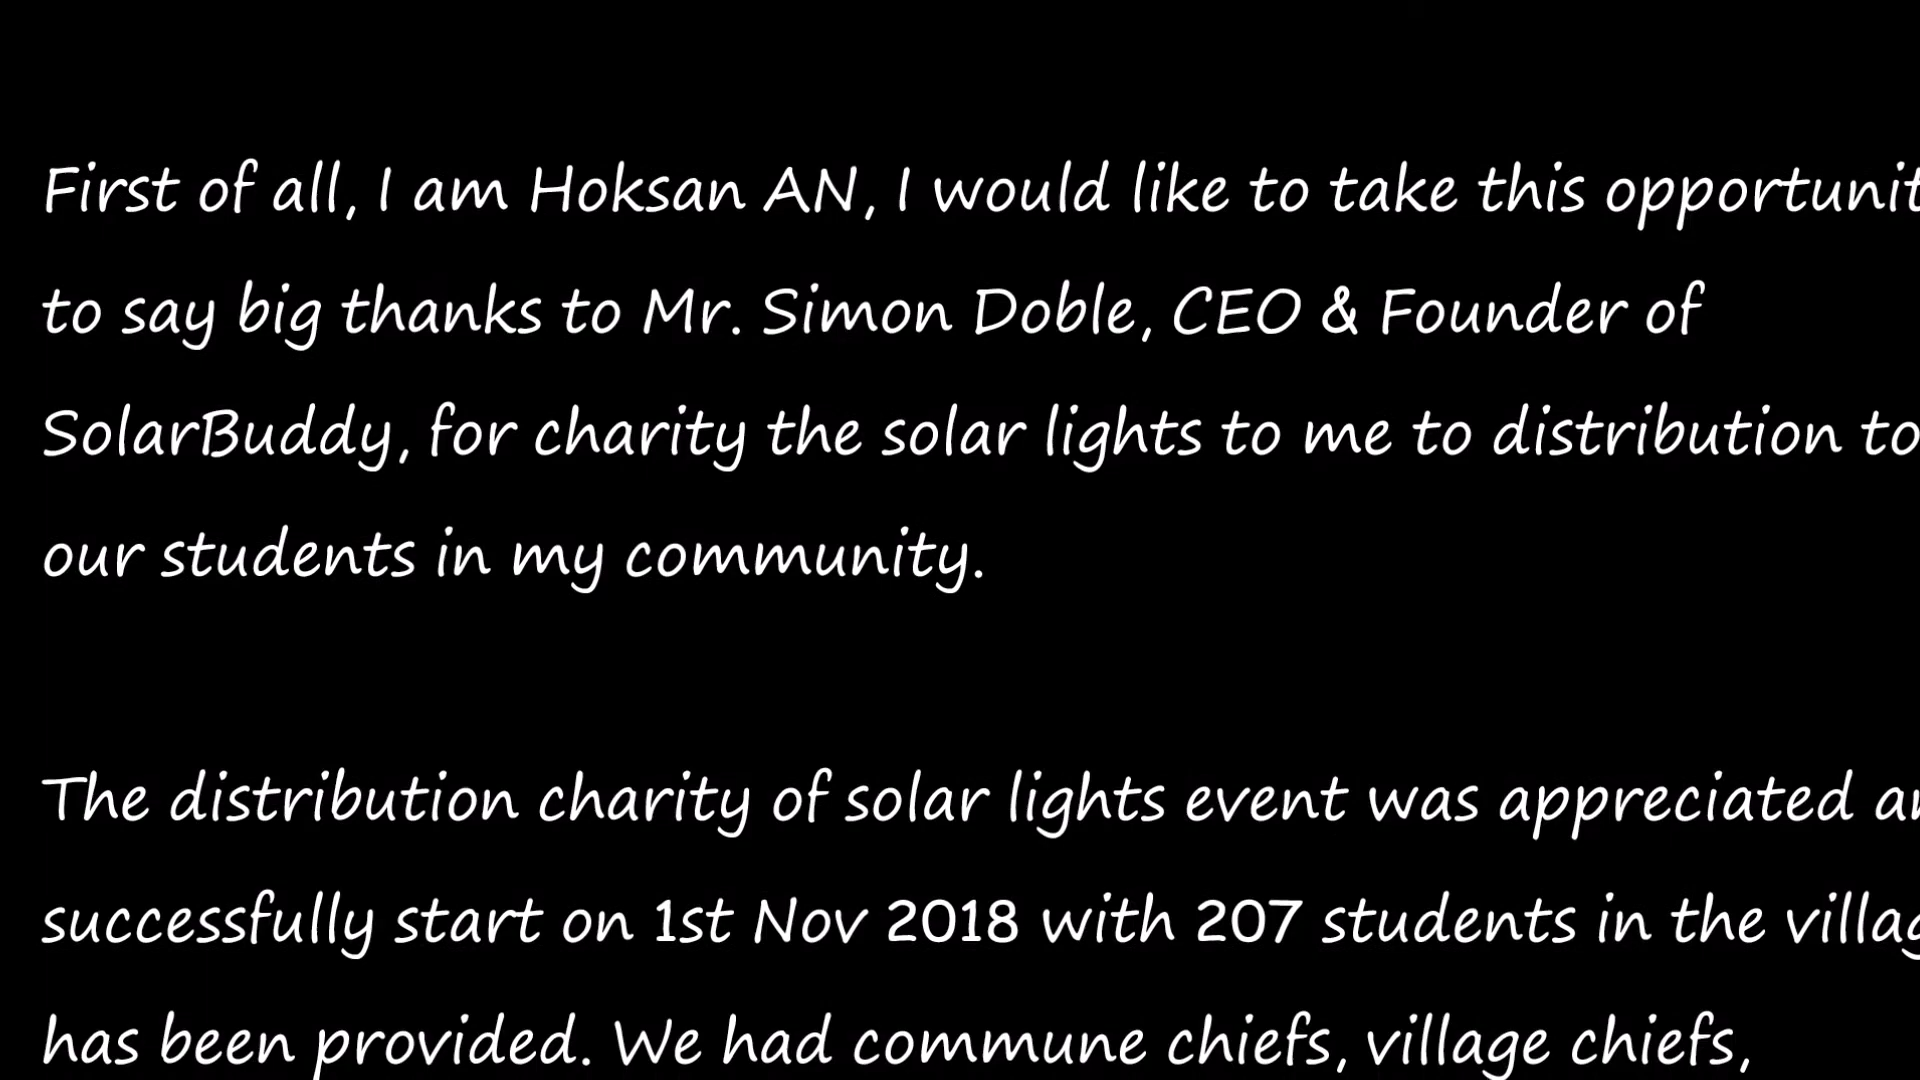 First of all, I am Hoksan AN, I would like to take this opportunit
to say big thanks to Mr. Simon Doble, CEO & Founder of
SolarBuddy, for charity the solar lights to me to distribution to
our students in my community.
The distribution charity of solar lights event was appreciated an
successfully start on 1st Nov 2018 with 207 students in the villag
has been provided. We had commune chiefs, village chiefs,